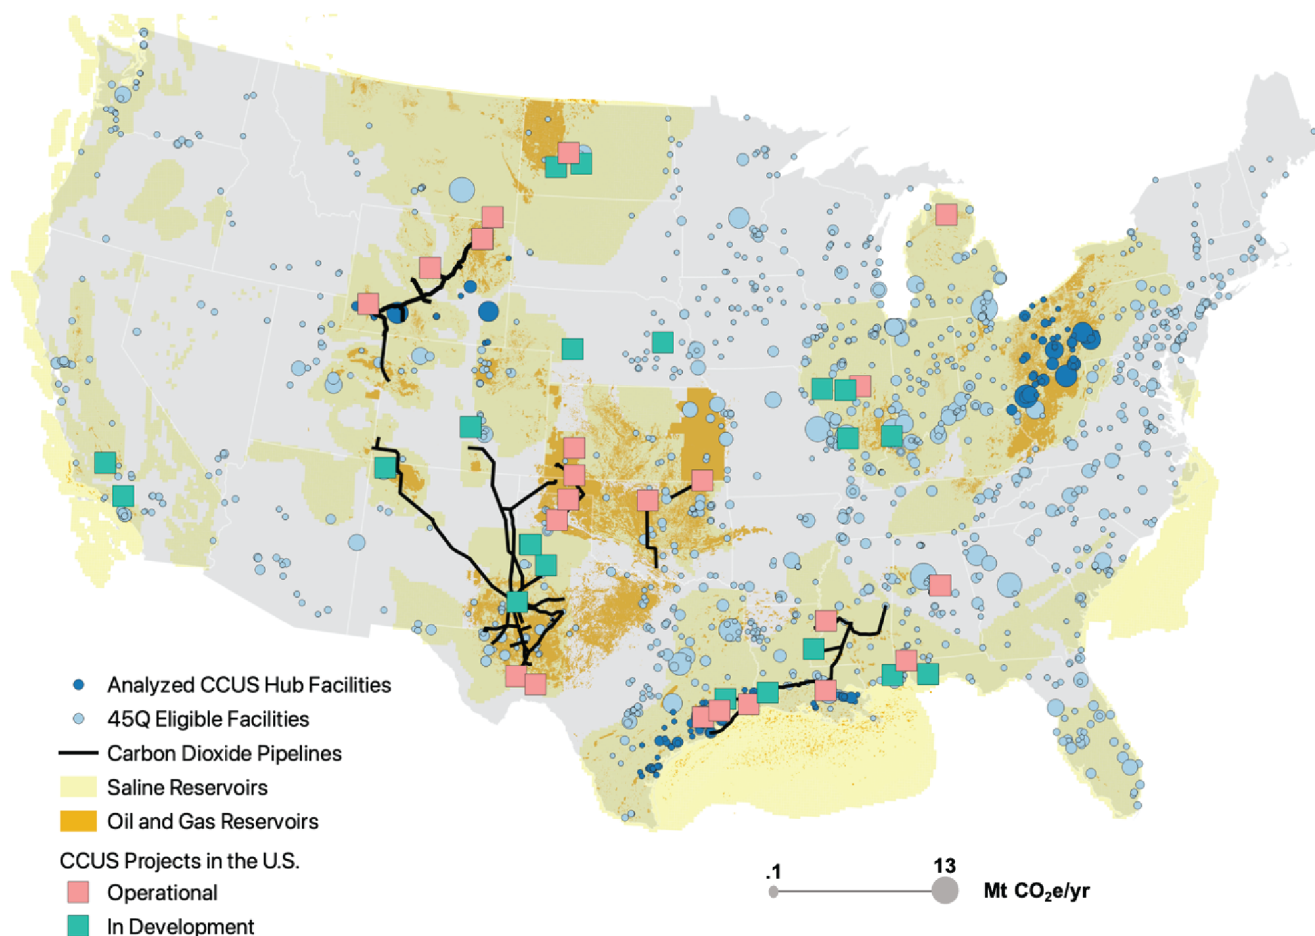 Analyzed CCUS Hub Facilities
45Q Eligible Facilities
Carbon Dioxide Pipelines
Saline Reservoirs
Oil and Gas Reservoirs
CCUS Projects in the U.S.
Operational
In Development
.1
13
Mt CO₂e/yr